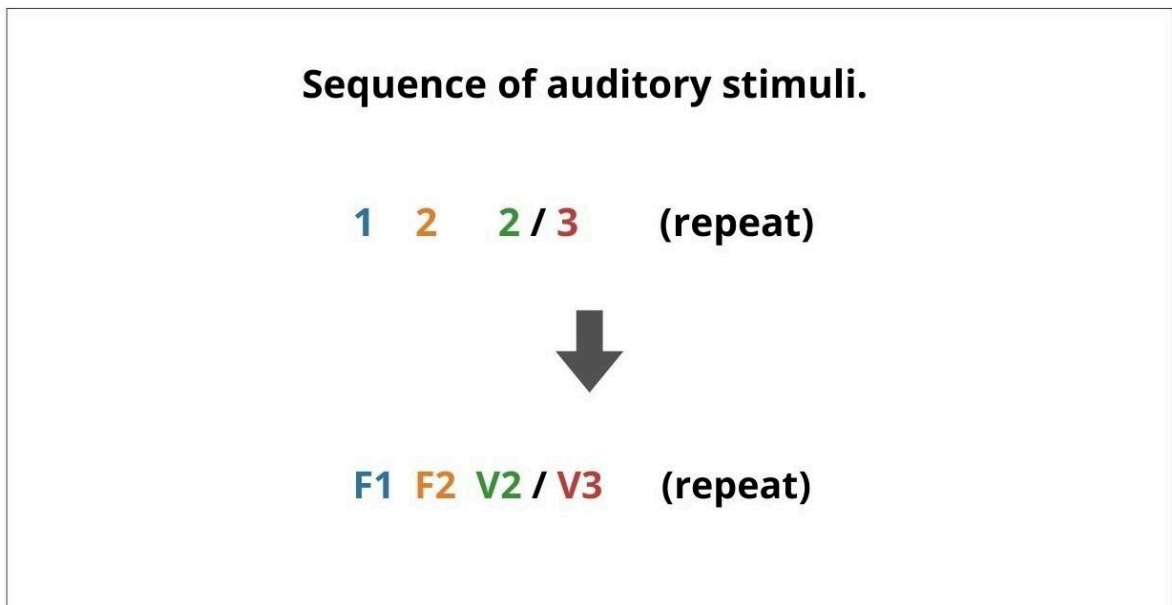 Sequence of auditory stimuli.
1 2 2 / 3 (repeat)
F1 F2 V2 / V3 (repeat)